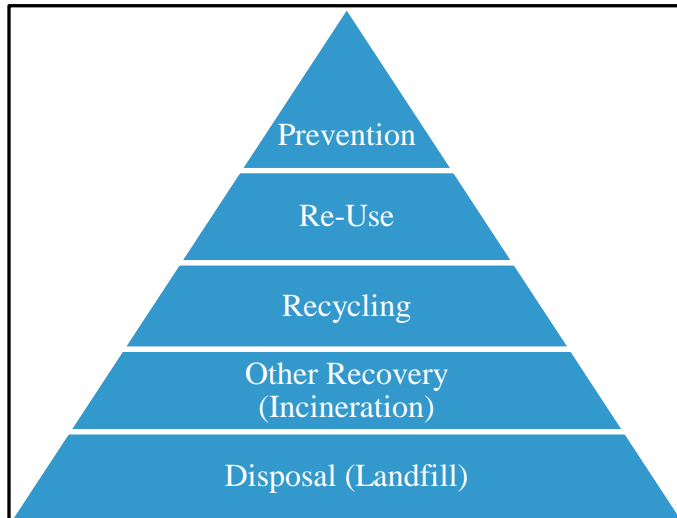 Prevention
Re-Use
Recycling
Other Recovery
(Incineration)
Disposal (Landfill)